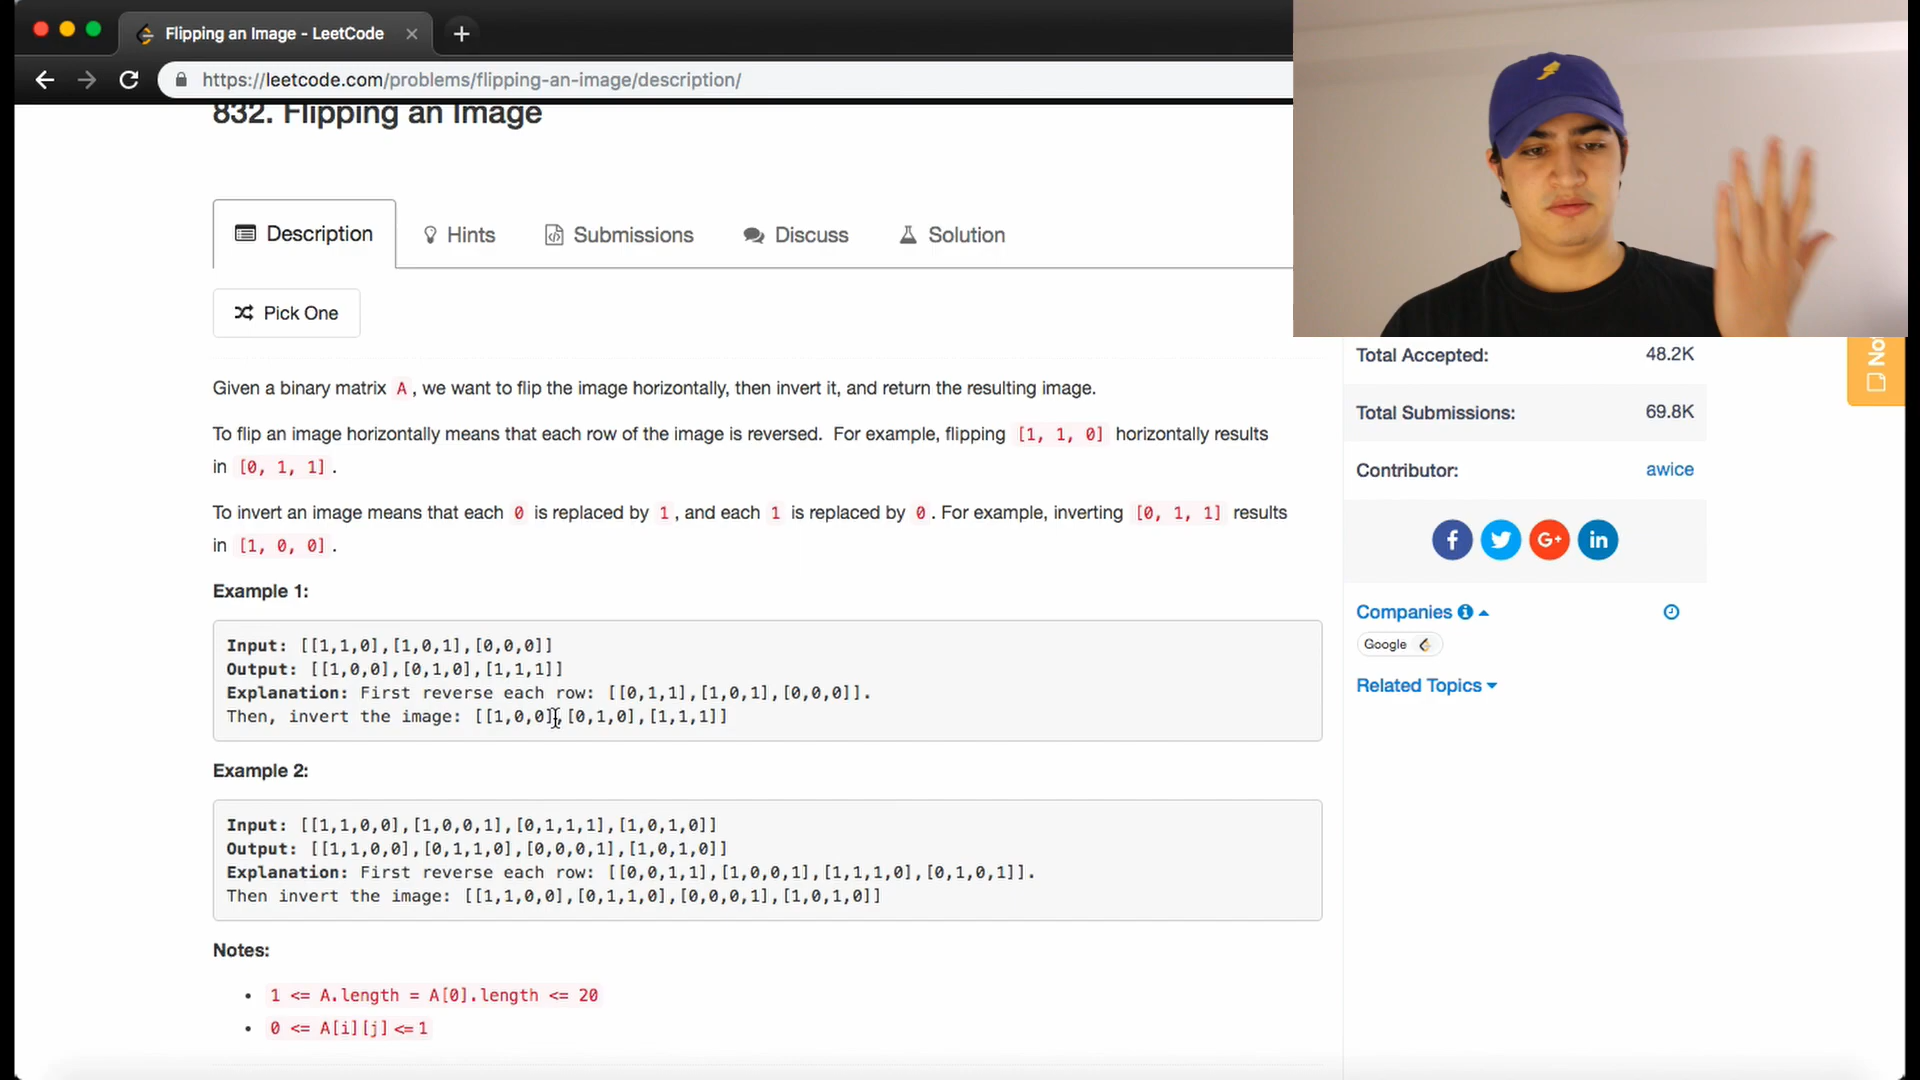 Flipping an Image - LeetCode
https://leetcode.com/problems/flipping-an-image/description/
832. Flipping an Image
Description
Hints
Submissions
Discuss
Solution
Pick One
Given a binary matrix A, we want to flip the image horizontally, then invert it, and return the resulting image.
To flip an image horizontally means that each row of the image is reversed. For example, flipping [1, 1, 0] horizontally results
in [0, 1, 1].
To invert an image means that each 0 is replaced by 1, and each 1 is replaced by 0. For example, inverting [0, 1, 1] results
in [1, 0, 0].
Example 1:
Input: [[1,1,0],[1,0,1],[0,0,0]]
Output: [[1,0,0],[0,1,0],[1,1,1]]
Explanation: First reverse each row: [[0,1,1],[1,0,1],[0,0,0]].
Then, invert the image: [[1,0,0],[0,1,0],[1,1,1]]
Example 2:
Input: [[1,1,0,0],[1,0,0,1],[0,1,1,1],[1,0,1,0]]
Output: [[1,1,0,0],[0,1,1,0],[0,0,0,1],[1,0,1,0]]
Explanation: First reverse each row: [[0,0,1,1],[1,0,0,1],[1,1,1,0],[0,1,0,1]].
Then invert the image: [[1,1,0,0],[0,1,1,0],[0,0,0,1],[1,0,1,0]]
Notes:
1 <= A.length = A[0].length <= 20
0 <= A[i][j] <= 1
Total Accepted: 48.2K
Total Submissions: 69.8K
Contributor: awice
f
G+
in
Companies
Google
Related Topics